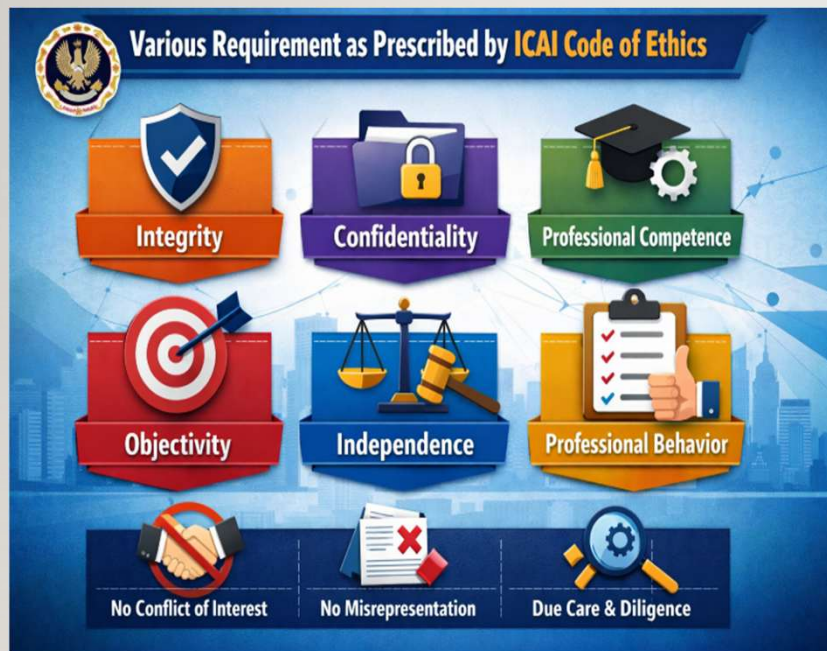 Various Requirement as Prescribed by ICAI Code of Ethics
Integrity
Confidentiality
Professional Competence
Objectivity
Independence
Professional Behavior
No Conflict of Interest
No Misrepresentation
Due Care & Diligence